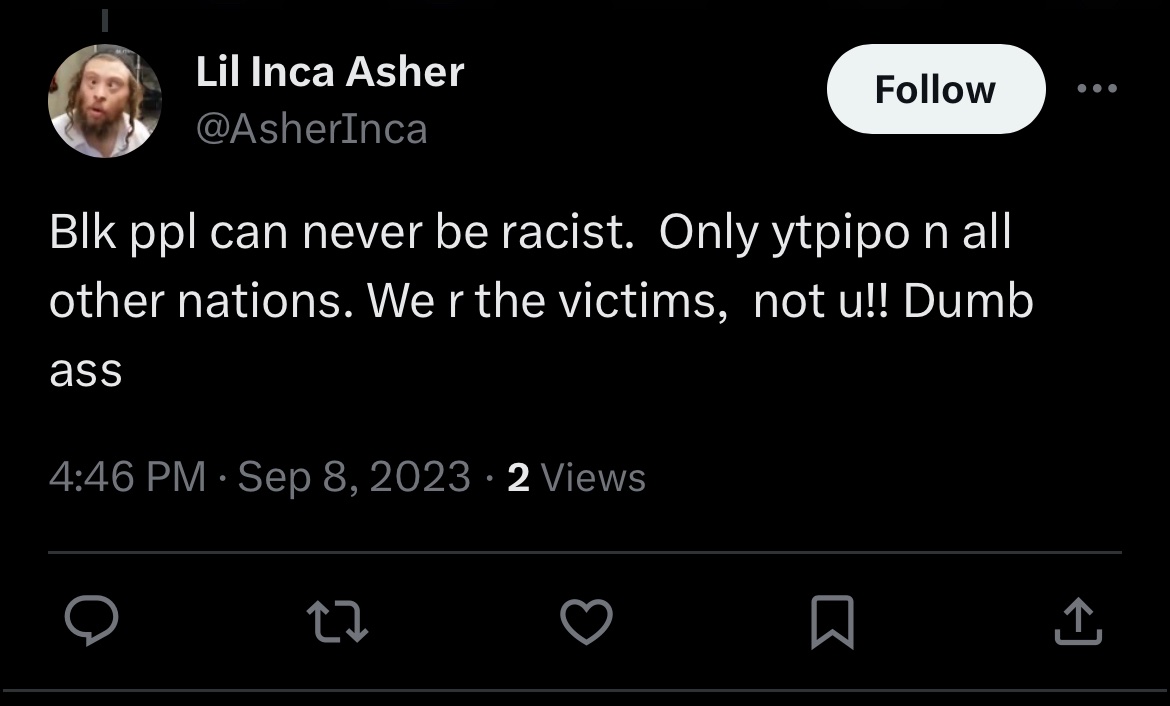 Lil Inca Asher
@AsherInca
Follow
Blk ppl can never be racist.  Only ytpipo n all
other nations. We r the victims,  not u!! Dumb
ass
4:46 PM · Sep 8, 2023 · 2 Views